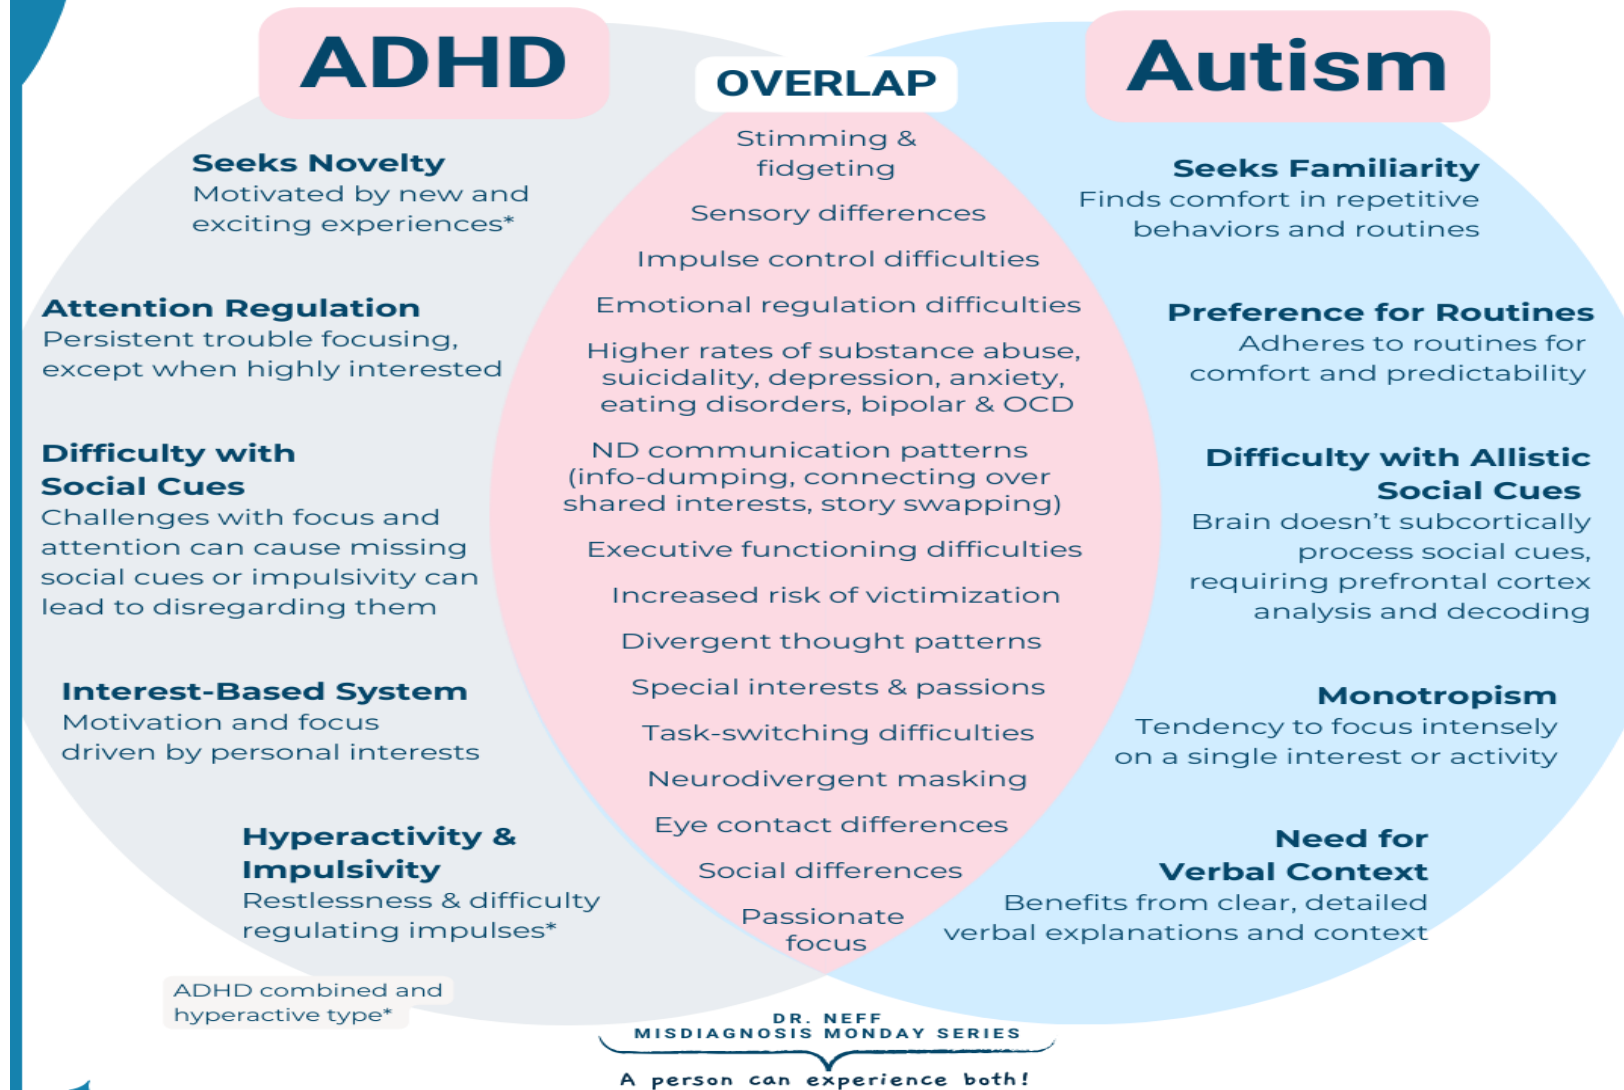 ADHD
Seeks Novelty
Motivated by new and
exciting experiences*
Attention Regulation
Persistent trouble focusing,
except when highly interested
Difficulty with
Social Cues
Challenges with focus and
attention can cause missing
social cues or impulsivity can
lead to disregarding them
Interest-Based System
Motivation and focus
driven by personal interests
Hyperactivity &
Impulsivity
Restlessness & difficulty
regulating impulses*
ADHD combined and
hyperactive type*
OVERLAP
Stimming &
fidgeting
Sensory differences
Impulse control difficulties
Emotional regulation difficulties
Higher rates of substance abuse,
suicidality, depression, anxiety,
eating disorders, bipolar & OCD
ND communication patterns
(info-dumping, connecting over
shared interests, story swapping)
Executive functioning difficulties
Increased risk of victimization
Divergent thought patterns
Special interests & passions
Task-switching difficulties
Neurodivergent masking
Eye contact differences
Social differences
Passionate
focus
Autism
Seeks Familiarity
Finds comfort in repetitive
behaviors and routines
Preference for Routines
Adheres to routines for
comfort and predictability
Difficulty with Allistic
Social Cues
Brain doesn’t subcortically
process social cues,
requiring prefrontal cortex
analysis and decoding
Monotropism
Tendency to focus intensely
on a single interest or activity
Need for
Verbal Context
Benefits from clear, detailed
verbal explanations and context
DR. NEFF
MISDIAGNOSIS MONDAY SERIES
A person can experience both!